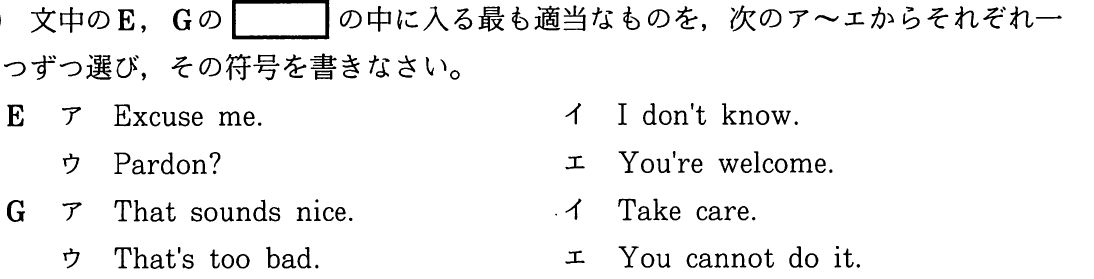 ) 文中のE，Gの の中に入る最も適当なものを，次のア～エからそれぞれ一
つずつ選び，その符号を書きなさい。
E ア Excuse me. イ I don't know.
ウ Pardon? エ You're welcome.
G ア That sounds nice. イ Take care.
ウ That's too bad. エ You cannot do it.